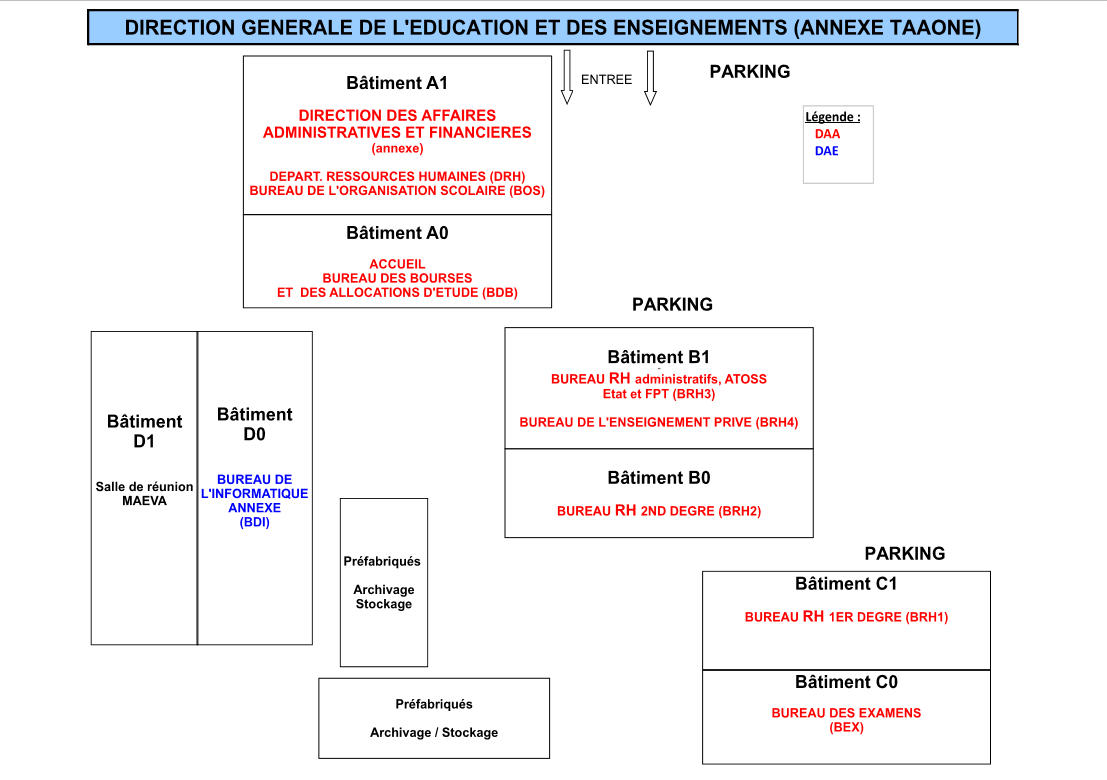 DIRECTION GENERALE DE L'EDUCATION ET DES ENSEIGNEMENTS (ANNEXE TAAONE)
ENTREE
PARKING
Bâtiment A1
DIRECTION DES AFFAIRES
ADMINISTRATIVES ET FINANCIERES
(annexe)
DEPART. RESSOURCES HUMAINES (DRH)
BUREAU DE L'ORGANISATION SCOLAIRE (BOS)
Légende :
DAA
DAE
Bâtiment A0
ACCUEIL
BUREAU DES BOURSES
ET DES ALLOCATIONS D'ETUDE (BDB)
PARKING
Bâtiment B1
BUREAU RH administratifs, ATOSS
Etat et FPT (BRH3)
BUREAU DE L'ENSEIGNEMENT PRIVE (BRH4)
Bâtiment
D1
Salle de réunion
MAEVA
Bâtiment
D0
BUREAU DE
L'INFORMATIQUE
ANNEXE
(BDI)
Bâtiment B0
BUREAU RH 2ND DEGRE (BRH2)
Préfabriqués
Archivage
Stockage
PARKING
Bâtiment C1
BUREAU RH 1ER DEGRE (BRH1)
Bâtiment C0
BUREAU DES EXAMENS
(BEX)
Préfabriqués
Archivage / Stockage